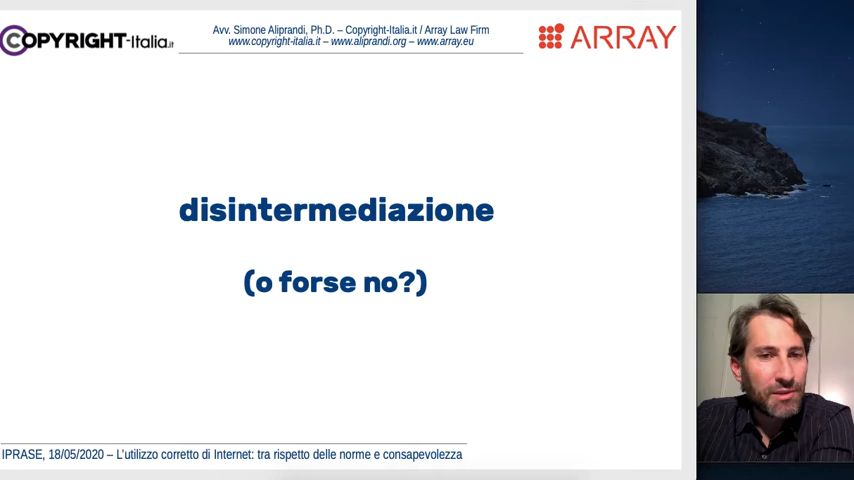 COPYRIGHT-Italia.it
Avv. Simone Aliprandi, Ph.D. – Copyright-Italia.it / Array Law Firm
www.copyright-italia.it – www.aliprandi.org – www.array.eu
ARRAY
disintermediazione
(o forse no?)
IPRASE, 18/05/2020 – L'utilizzo corretto di Internet: tra rispetto delle norme e consapevolezza